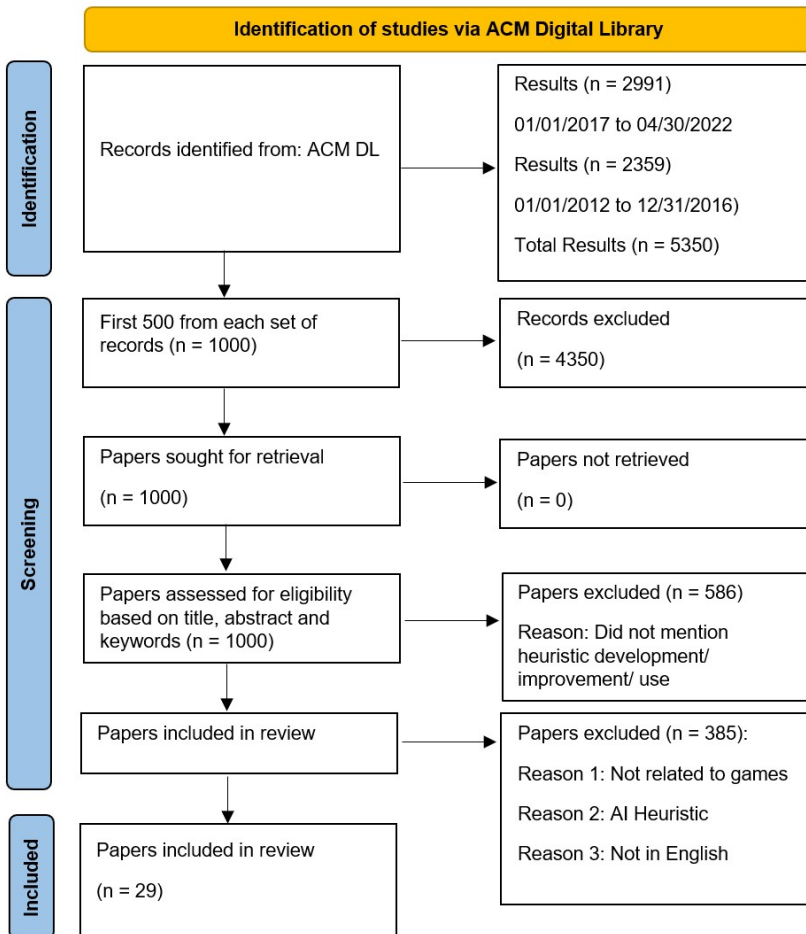 Identification of studies via ACM Digital Library
Identification
Records identified from: ACM DL
Results (n = 2991)
01/01/2017 to 04/30/2022
Results (n = 2359)
01/01/2012 to 12/31/2016)
Total Results (n = 5350)
Screening
First 500 from each set of
records (n = 1000)
Records excluded
(n = 4350)
Papers sought for retrieval
(n = 1000)
Papers not retrieved
(n = 0)
Papers assessed for eligibility
based on title, abstract and
keywords (n = 1000)
Papers excluded (n = 586)
Reason: Did not mention
heuristic development/
improvement/ use
Papers included in review
Papers excluded (n = 385):
Reason 1: Not related to games
Reason 2: AI Heuristic
Reason 3: Not in English
Included
Papers included in review
(n = 29)